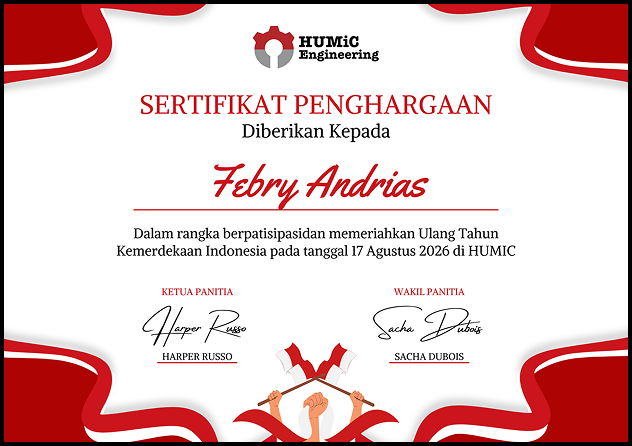 HUMiC
Engineering
SERTIFIKAT PENGHARGAAN
Diberikan Kepada
Febry Andrias
Dalam rangka berpatisipasidan memeriahkan Ulang Tahun
Kemerdekaan Indonesia pada tanggal 17 Agustus 2026 di HUMIC
KETUA PANITIA
WAKIL PANITIA
Harper Russo
Sacha Dubois
HARPER RUSSO
SACHA DUBOIS